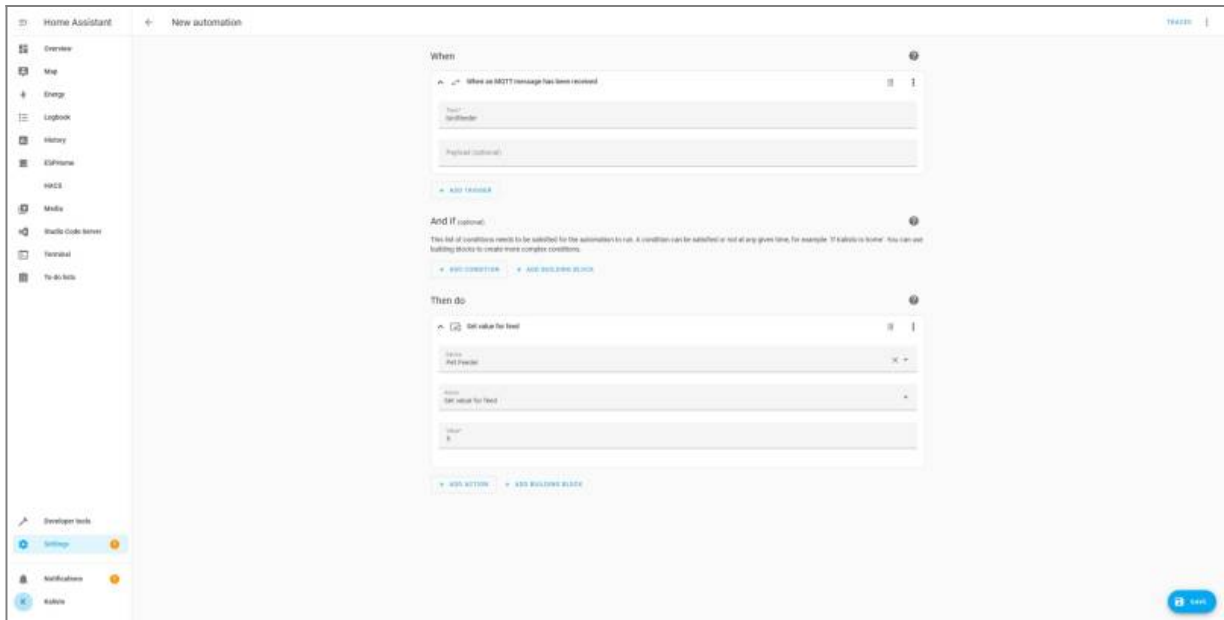 Home Assistant
New automation
TRACES
Overview
Map
Energy
Logbook
History
ESPHome
HACS
Media
Studio Code Server
Terminal
To-do lists
Developer tools
Settings
Notifications
Kalisto
When
When an MQTT message has been received
Topic*
birdfeeder
Payload (optional)
+ ADD TRIGGER
And if (optional)
This list of conditions needs to be satisfied for the automation to run. A condition can be satisfied or not at any given time, for example: 'If Kalisto is home'. You can use
building blocks to create more complex conditions.
+ ADD CONDITION + ADD BUILDING BLOCK
Then do
Set value for feed
Device
Pet Feeder
Action
Set value for feed
Value*
+ ADD ACTION + ADD BUILDING BLOCK
SAVE